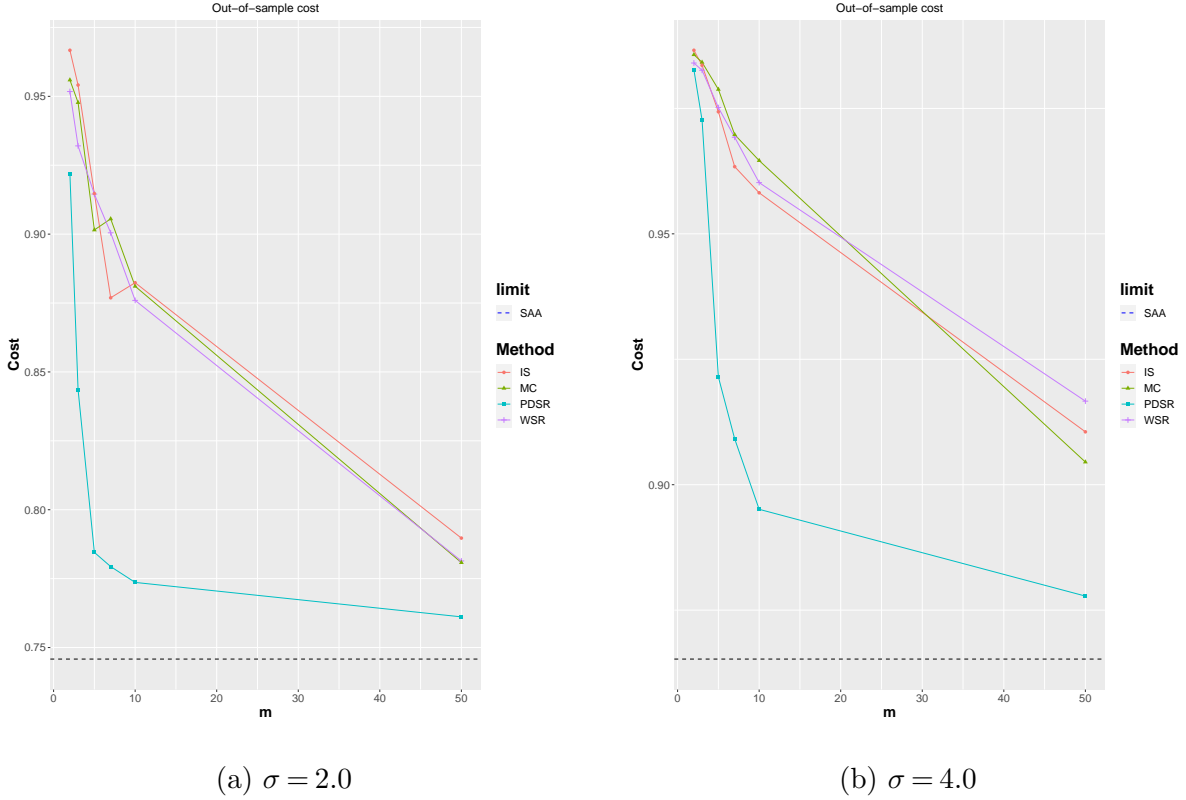 Out−of−sample cost
0.95
0.90
0.85
0.80
0.75
Cost
0
10
20
30
40
50
m
limit
SAA
Method
IS
MC
PDSR
WSR
(a) σ = 2.0
Out−of−sample cost
0.95
0.90
Cost
0
10
20
30
40
50
m
limit
SAA
Method
IS
MC
PDSR
WSR
(b) σ = 4.0